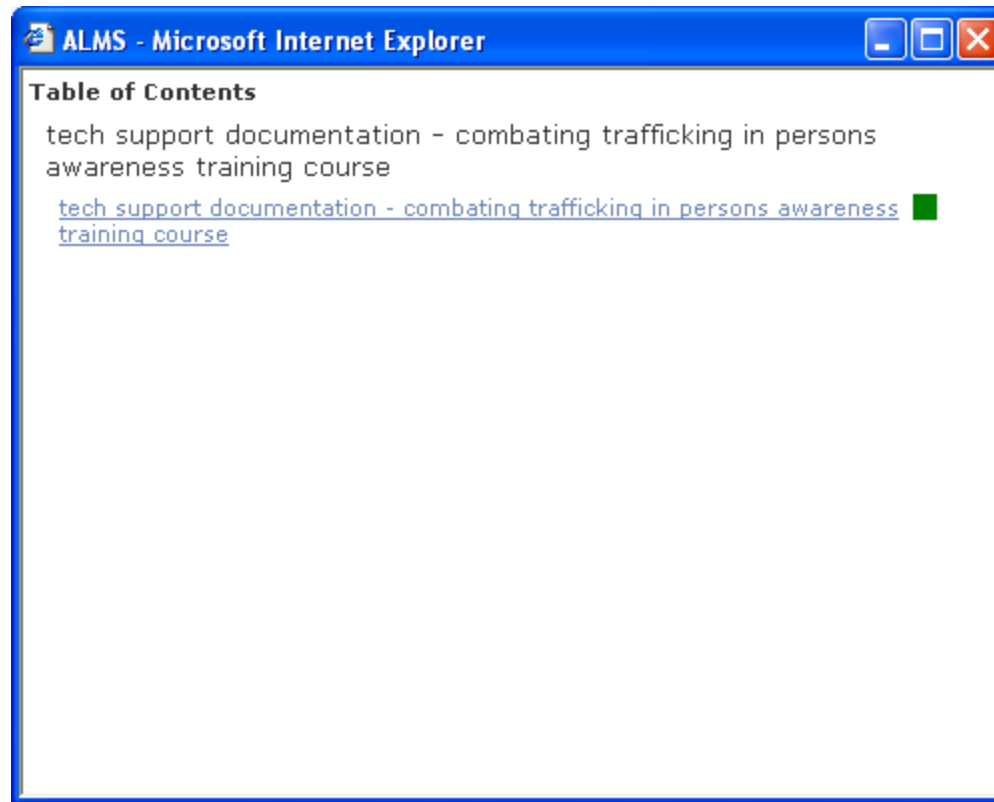 ALMS - Microsoft Internet Explorer
Table of Contents
tech support documentation - combating trafficking in persons
awareness training course
tech support documentation - combating trafficking in persons awareness
training course